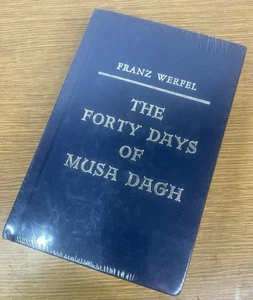 FRANZ WERFEL
THE
FORTY DAYS
OF
MUSA DAGH